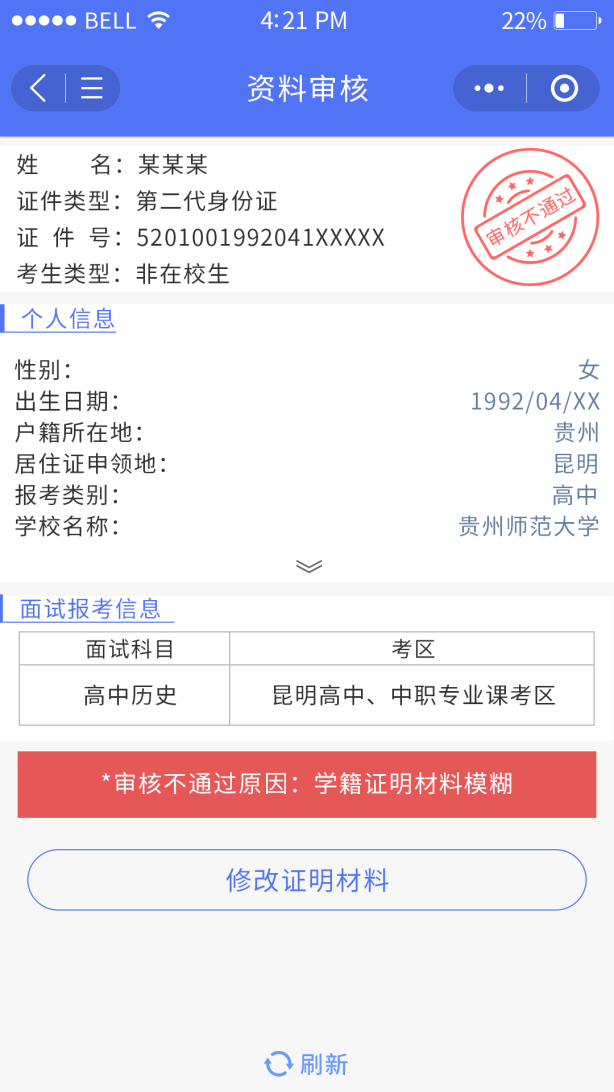 BELL 4:21 PM 22%
资料审核
姓 名：某某某
证件类型：第二代身份证
证 件 号：5201001992041XXXXX
考生类型：非在校生
审核不通过
个人信息
性别： 女
出生日期： 1992/04/XX
户籍所在地： 贵州
居住证申领地： 昆明
报考类别： 高中
学校名称： 贵州师范大学
面试报考信息
面试科目 考区
高中历史 昆明高中、中职专业课考区
*审核不通过原因：学籍证明材料模糊
修改证明材料
刷新